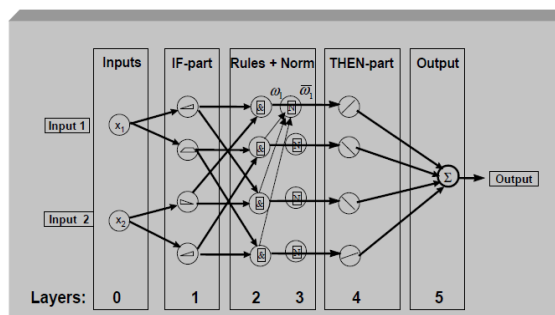 Inputs IF-part Rules + Norm THEN-part Output
ω1 ω̅1
Input 1 x1
Output
Σ
Input 2 x2
Layers: 0 1 2 3 4 5